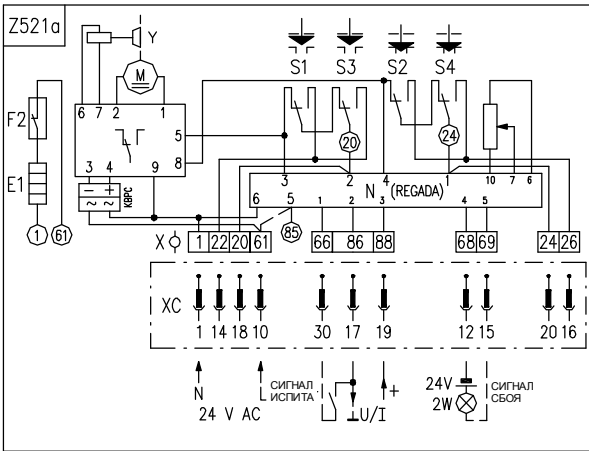 Z521a
Y
M
S1 S3 S2 S4
6 7 2 1
F2
5
8
3 4 9
E1
− +
~ ~
КВРС
20
24
3 2 4 1 10 7 6
N (REGADA)
6 5 1 2 3 4 5
1 61
85
X 1 22 20 61 66 86 88 68 69 24 26
XC
1 14 18 10 30 17 19 12 15 20 16
N L
24 V AC
СИГНАЛ
ИСПИТА
U/I
+
24V
2W
СИГНАЛ
СБОЯ